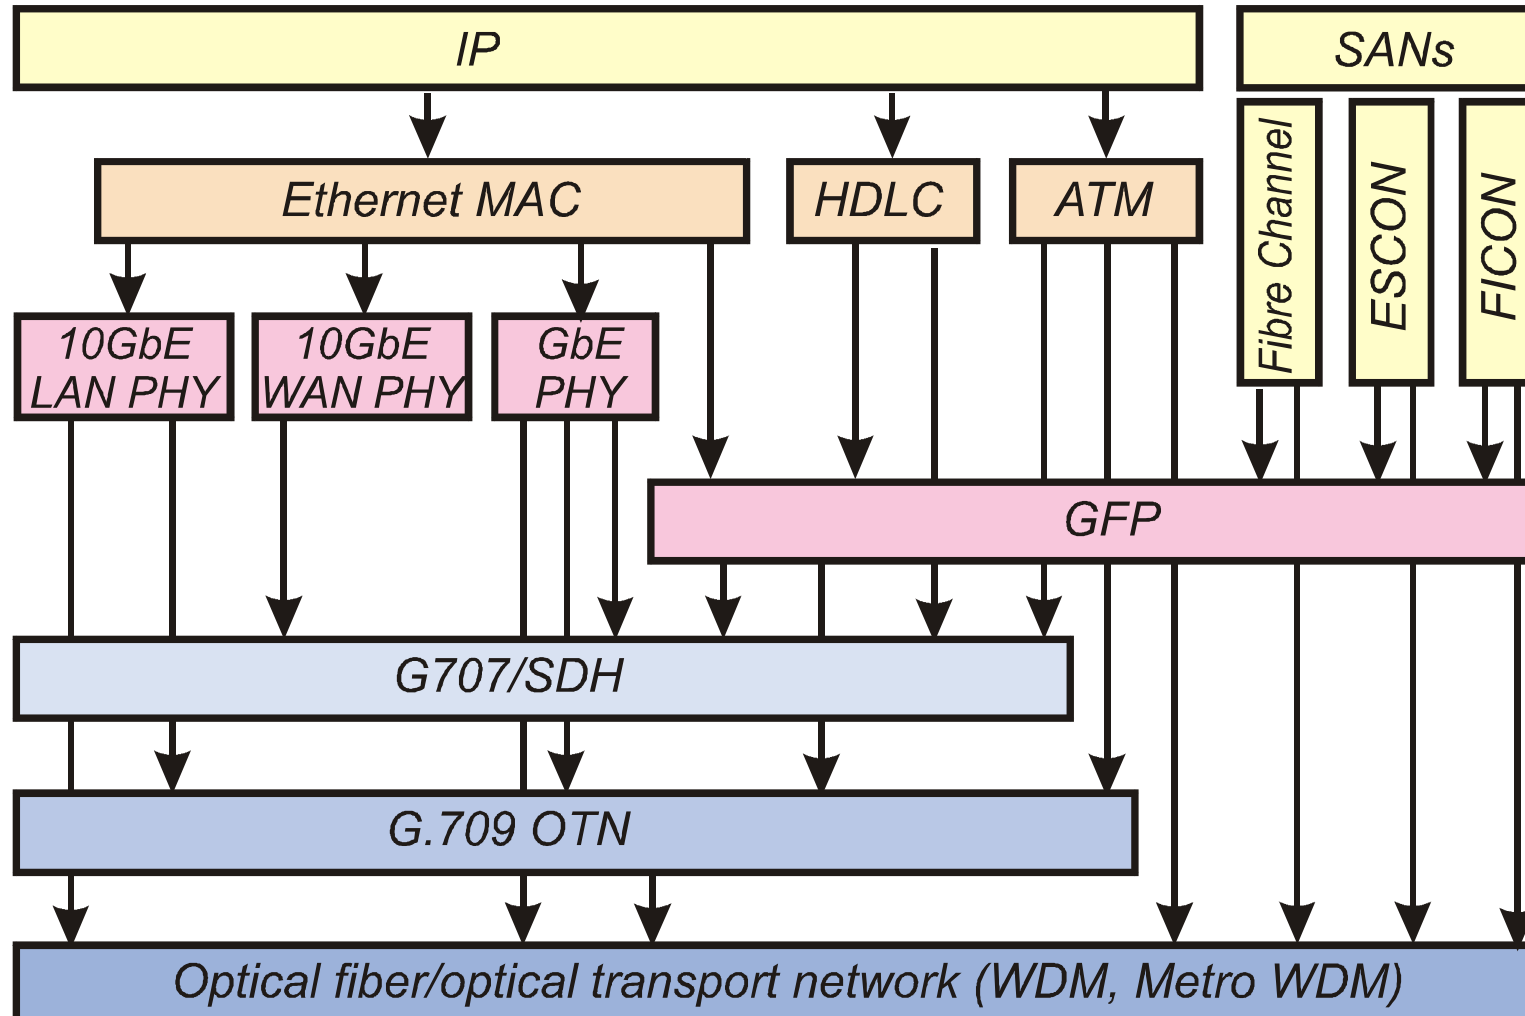 IP
SANs
Ethernet MAC
HDLC
ATM
Fibre Channel
ESCON
FICON
10GbE
LAN PHY
10GbE
WAN PHY
GbE
PHY
GFP
G707/SDH
G.709 OTN
Optical fiber/optical transport network (WDM, Metro WDM)